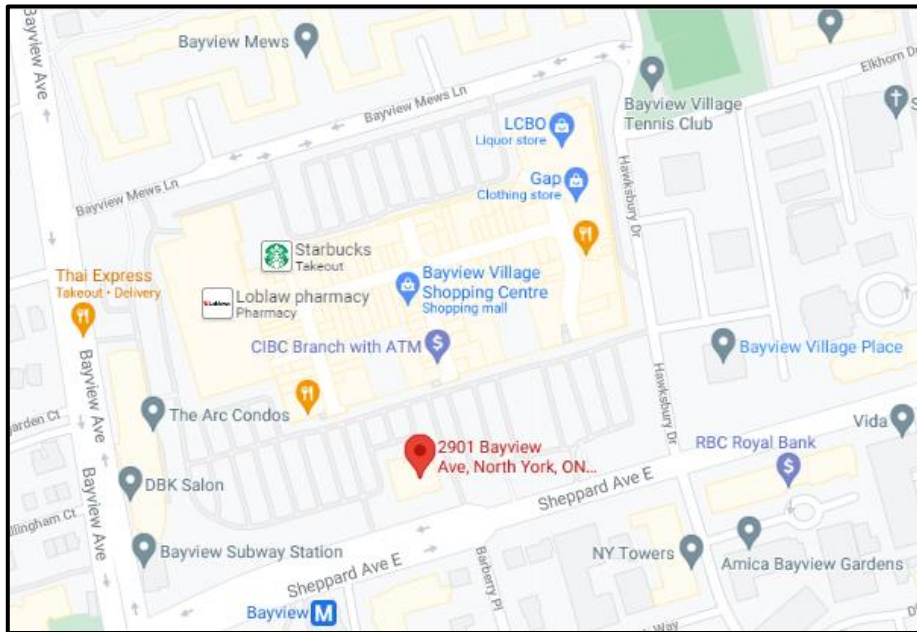 Bayview Ave
Bayview Mews
Elkhorn Dr
Bayview Mews Ln
Bayview Village
Tennis Club
LCBO
Liquor store
Gap
Clothing store
Hawksbury Dr
Bayview Mews Ln
Starbucks
Takeout
Thai Express
Takeout • Delivery
Loblaw pharmacy
Pharmacy
Bayview Village
Shopping Centre
Shopping mall
CIBC Branch with ATM
Bayview Village Place
Bayview Ave
Hawksbury Dr
The Arc Condos
Vida
2901 Bayview
Ave, North York, ON...
RBC Royal Bank
DBK Salon
Sheppard Ave E
Bayview Ave
Bayview Subway Station
NY Towers
Amica Bayview Gardens
Barberry Pl
Sheppard Ave E
Bayview M
Way